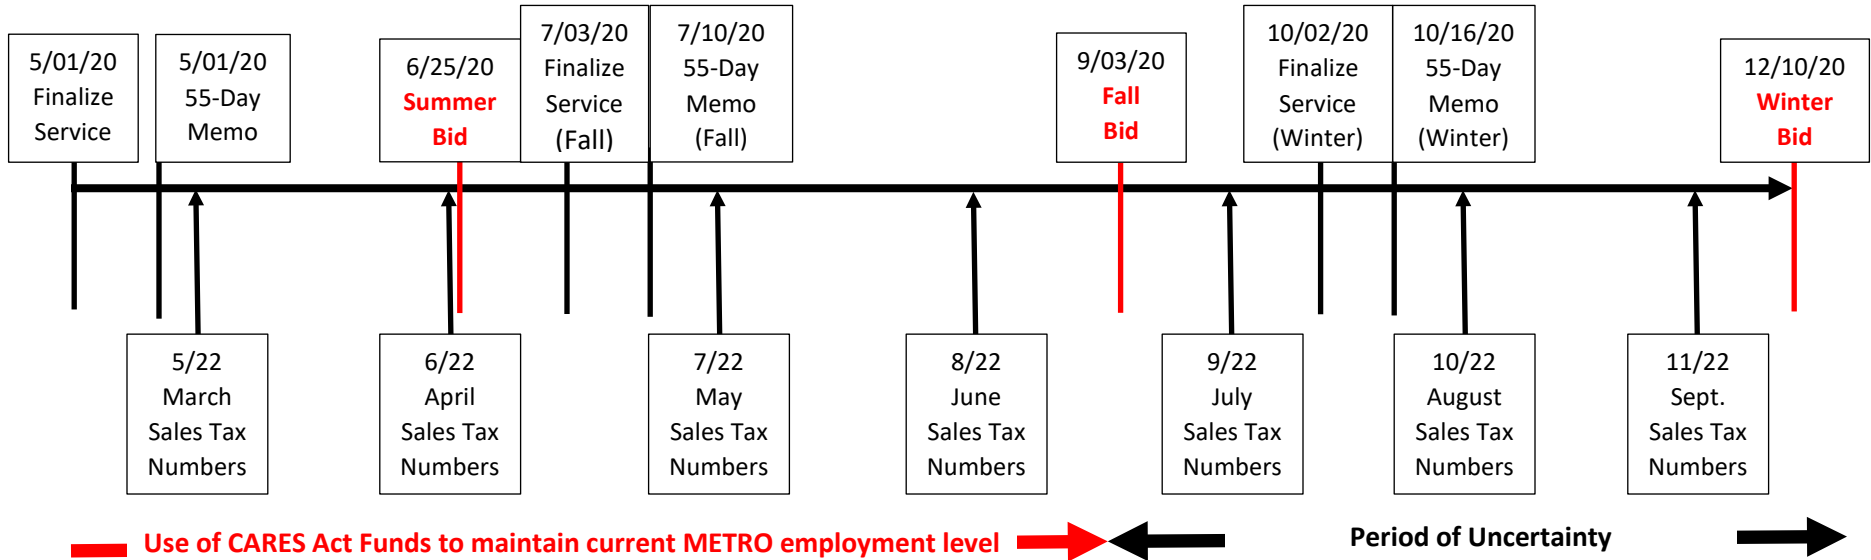 5/01/20
Finalize
Service
5/01/20
55-Day
Memo
6/25/20
Summer
Bid
7/03/20
Finalize
Service
(Fall)
7/10/20
55-Day
Memo
(Fall)
9/03/20
Fall
Bid
10/02/20
Finalize
Service
(Winter)
10/16/20
55-Day
Memo
(Winter)
12/10/20
Winter
Bid
5/22
March
Sales Tax
Numbers
6/22
April
Sales Tax
Numbers
7/22
May
Sales Tax
Numbers
8/22
June
Sales Tax
Numbers
9/22
July
Sales Tax
Numbers
10/22
August
Sales Tax
Numbers
11/22
Sept.
Sales Tax
Numbers
Use of CARES Act Funds to maintain current METRO employment level
Period of Uncertainty